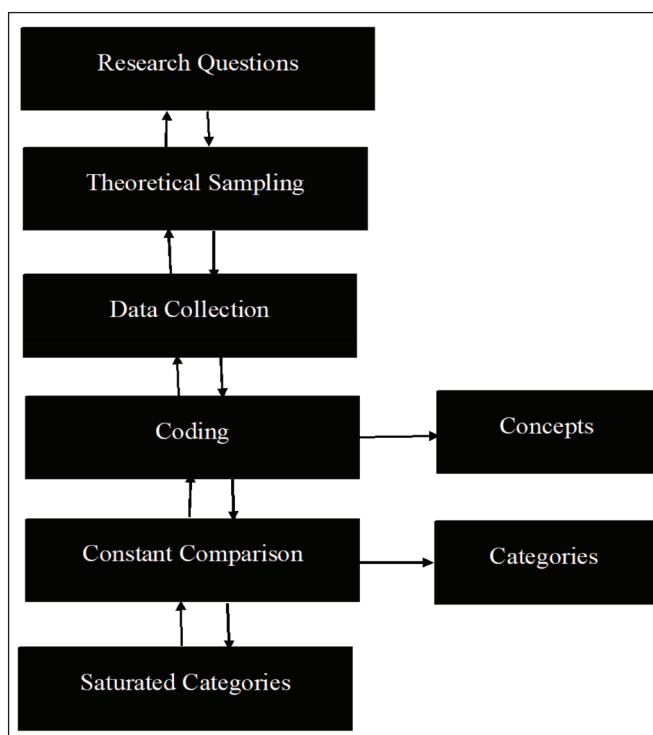 Research Questions
Theoretical Sampling
Data Collection
Coding
Concepts
Constant Comparison
Categories
Saturated Categories